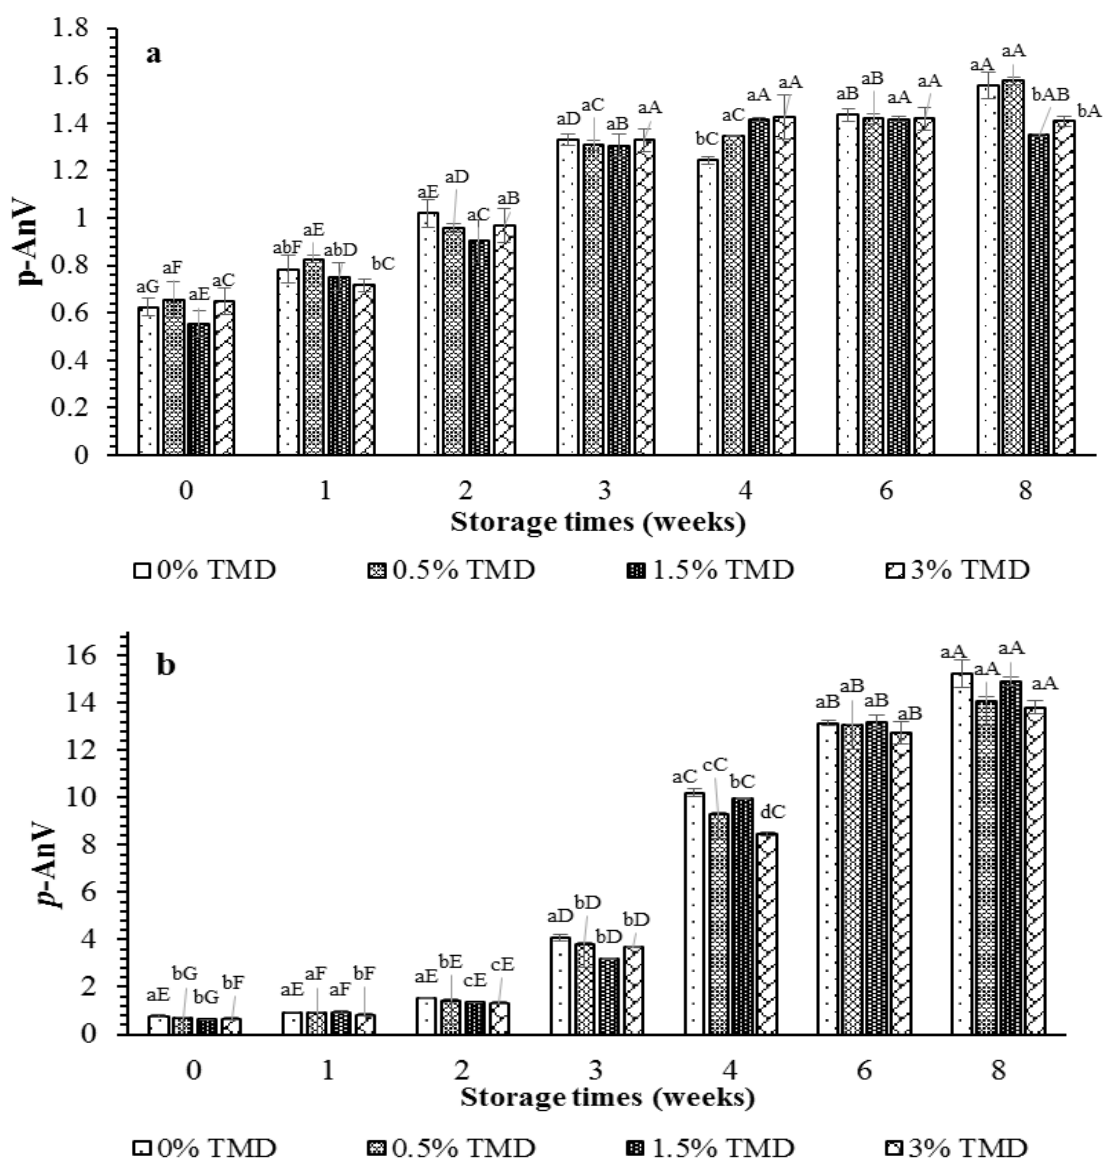 1.8
a
1.6
1.4
1.2
1
0.8
0.6
0.4
0.2
0
p-AnV
aG aF aE aC
abF aE abD bC
aE aD aC aB
aD aC aB aA
bC aC aA aA
aB aB aA aA
aA aA bAB bA
0 1 2 3 4 6 8
Storage times (weeks)
0% TMD 0.5% TMD 1.5% TMD 3% TMD
b
16
14
12
10
8
6
4
2
0
p-AnV
aE bG bG bF
aE aF aF bF
aE bE cE cE
aD bD bD bD
aC cC bC dC
aB aB aB aB
aA aA aA aA
0 1 2 3 4 6 8
Storage times (weeks)
0% TMD 0.5% TMD 1.5% TMD 3% TMD